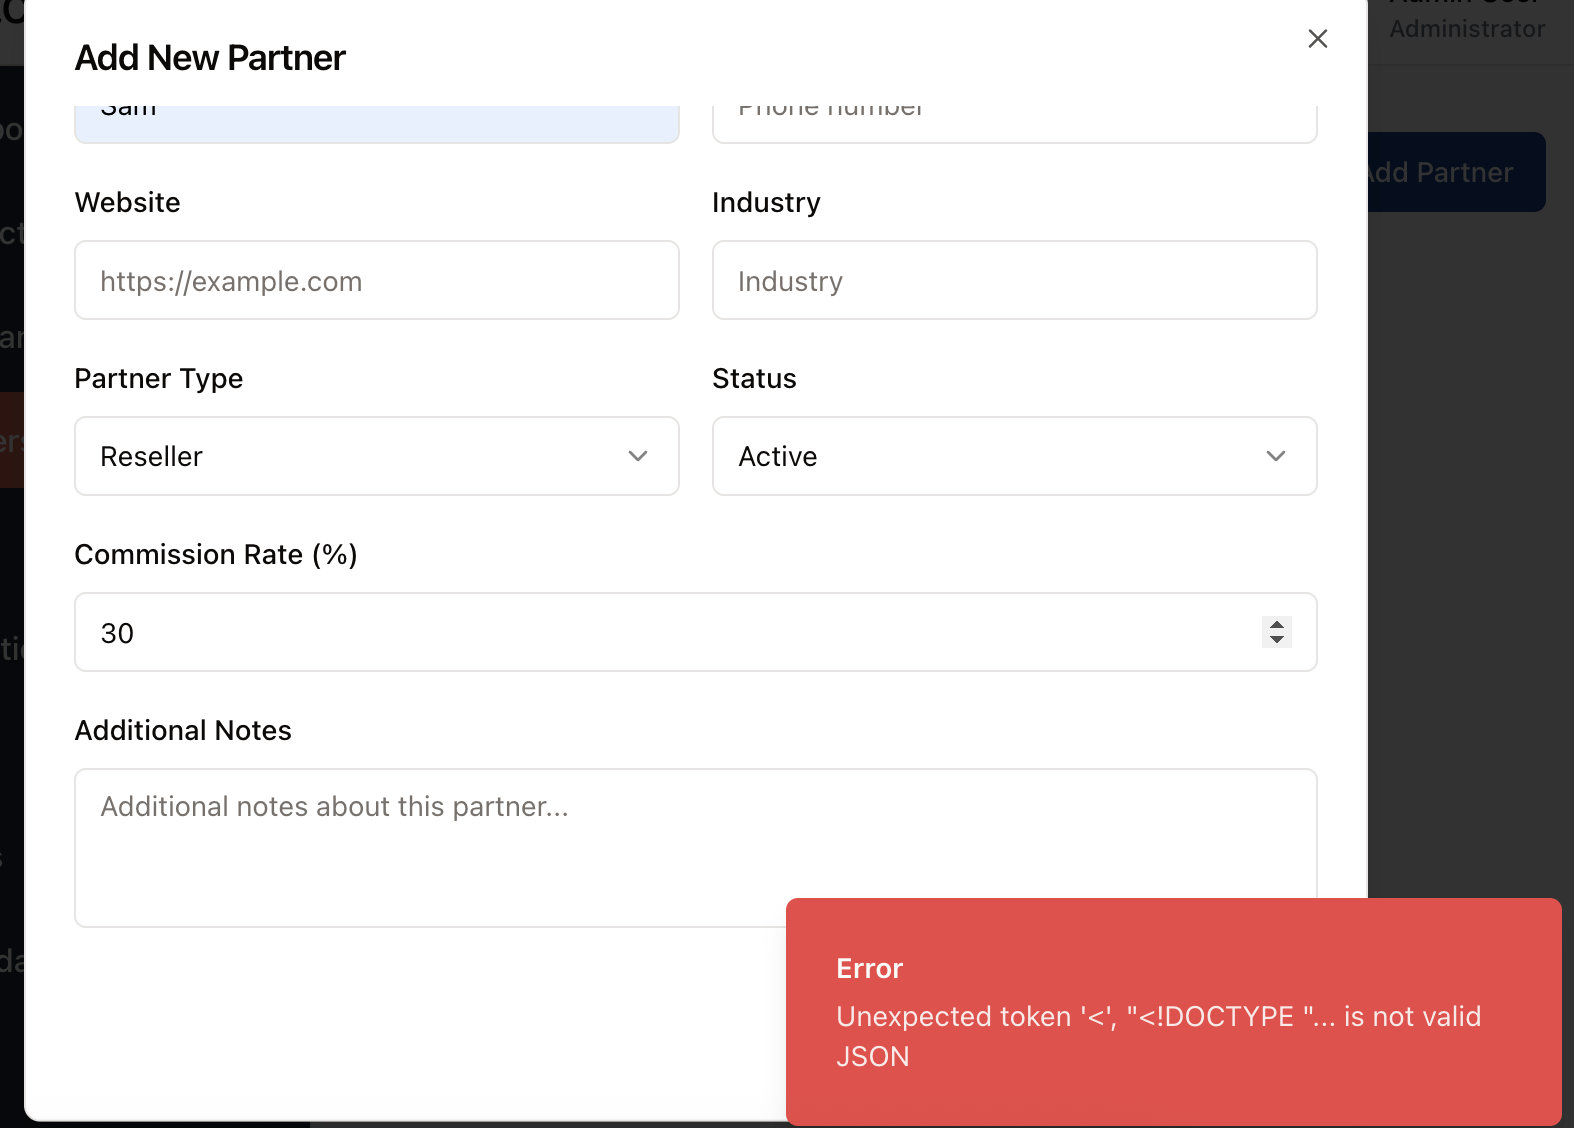 Administrator
Add New Partner
Sam
Phone number
Add Partner
Website
Industry
https://example.com
Industry
Partner Type
Status
Reseller
Active
Commission Rate (%)
30
Additional Notes
Additional notes about this partner...
Error
Unexpected token '<', "<!DOCTYPE "... is not valid
JSON